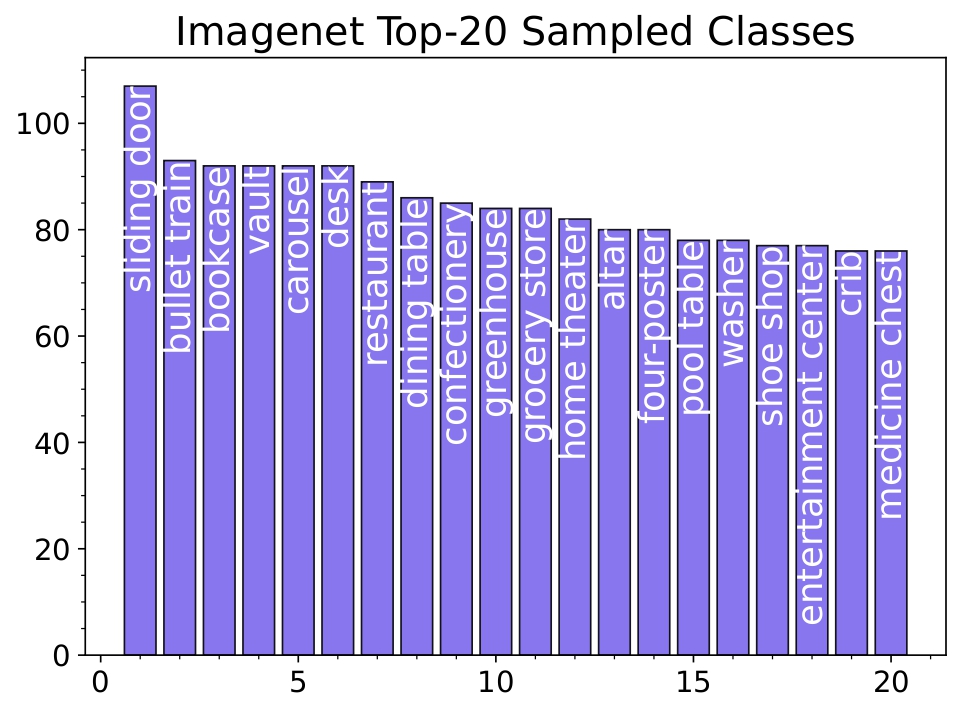 Imagenet Top-20 Sampled Classes
100
80
60
40
20
0
sliding door
bullet train
bookcase
vault
carousel
desk
restaurant
dining table
confectionery
greenhouse
grocery store
home theater
altar
four-poster
pool table
washer
shoe shop
entertainment center
crib
medicine chest
0 5 10 15 20